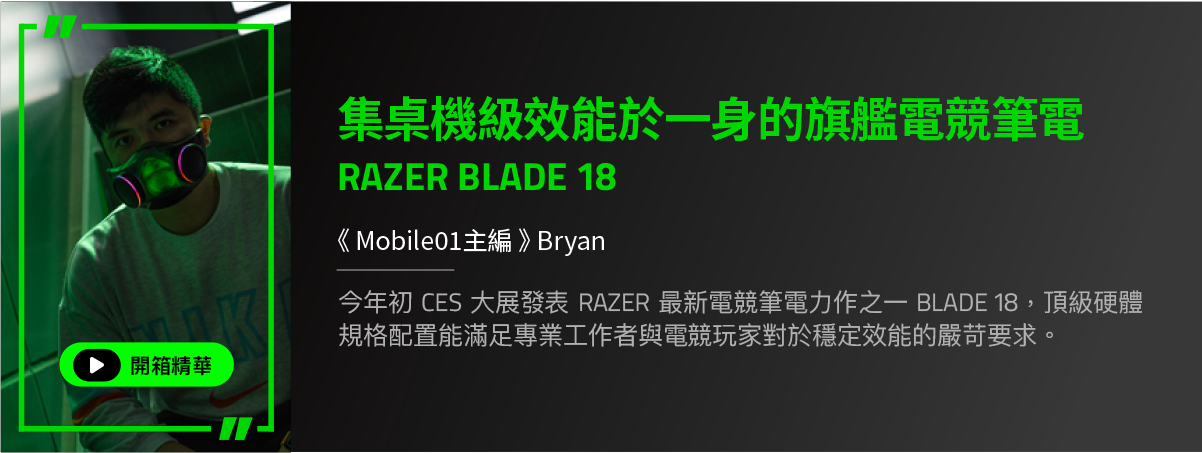 集桌機級效能於一身的旗艦電競筆電
RAZER BLADE 18
《 Mobile01主編 》Bryan
今年初 CES 大展發表 RAZER 最新電競筆電力作之一 BLADE 18，頂級硬體
規格配置能滿足專業工作者與電競玩家對於穩定效能的嚴苛要求。
NIKE
開箱精華